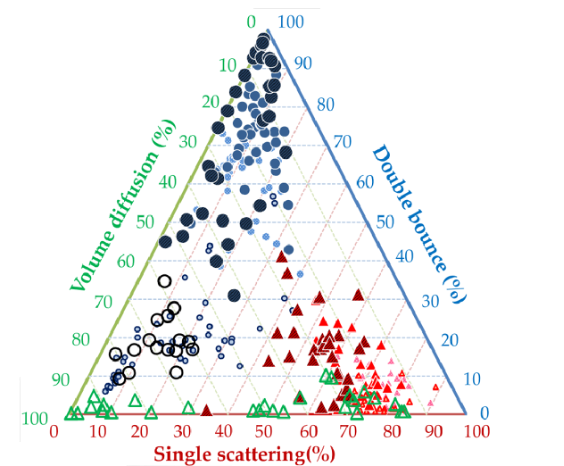 0 100
10 90
20 80
30 70
40 60
50 50
60 40
70 30
80 20
90 10
100 0
Volume diffusion (%)
Double bounce (%)
0 10 20 30 40 50 60 70 80 90 100
Single scattering(%)